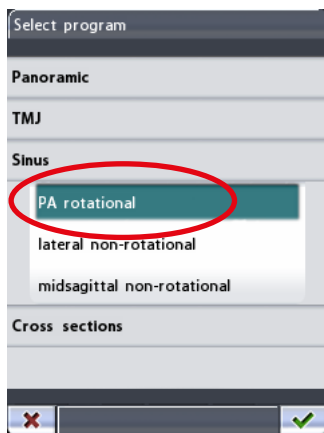 Select program
Panoramic
TMJ
Sinus
PA rotational
lateral non-rotational
midsagittal non-rotational
Cross sections